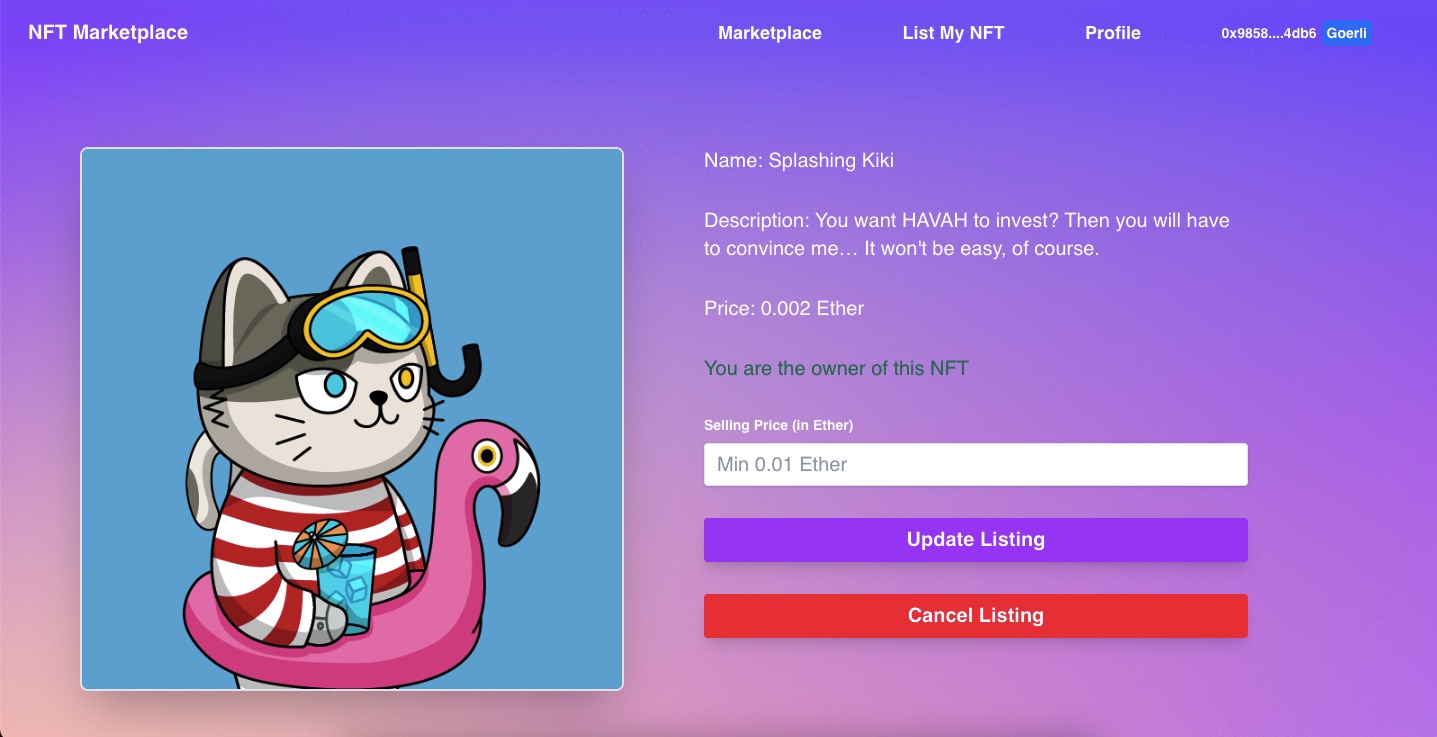 NFT Marketplace
Marketplace
List My NFT
Profile
0x9858....4db6 Goerli
Name: Splashing Kiki
Description: You want HAVAH to invest? Then you will have
to convince me… It won't be easy, of course.
Price: 0.002 Ether
You are the owner of this NFT
Selling Price (in Ether)
Min 0.01 Ether
Update Listing
Cancel Listing